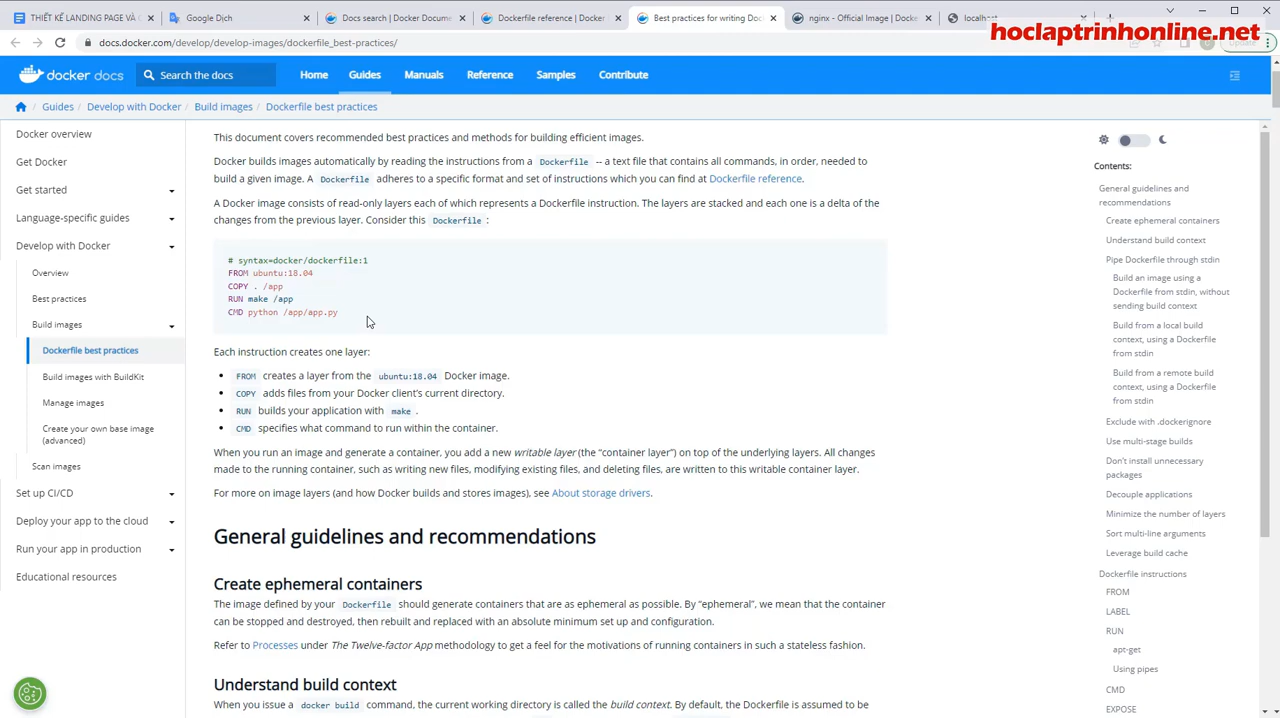 THIẾT KẾ LANDING PAGE VÀ
Google Dịch
Docs search | Docker Docume
Dockerfile reference | Docker
Best practices for writing Doc
nginx - Official Image | Docke
localhost
hoclaptrinhonline.net
docs.docker.com/develop/develop-images/dockerfile_best-practices/
docker docs
Search the docs
Home
Guides
Manuals
Reference
Samples
Contribute
Guides / Develop with Docker / Build images / Dockerfile best practices
Docker overview
Get Docker
Get started
Language-specific guides
Develop with Docker
Overview
Best practices
Build images
Dockerfile best practices
Build images with BuildKit
Manage images
Create your own base image
(advanced)
Scan images
Set up CI/CD
Deploy your app to the cloud
Run your app in production
Educational resources
This document covers recommended best practices and methods for building efficient images.
Docker builds images automatically by reading the instructions from a Dockerfile -- a text file that contains all commands, in order, needed to
build a given image. A Dockerfile adheres to a specific format and set of instructions which you can find at Dockerfile reference.
A Docker image consists of read-only layers each of which represents a Dockerfile instruction. The layers are stacked and each one is a delta of the
changes from the previous layer. Consider this Dockerfile :
# syntax=docker/dockerfile:1
FROM ubuntu:18.04
COPY . /app
RUN make /app
CMD python /app/app.py
Each instruction creates one layer:
• FROM creates a layer from the ubuntu:18.04 Docker image.
• COPY adds files from your Docker client's current directory.
• RUN builds your application with make .
• CMD specifies what command to run within the container.
When you run an image and generate a container, you add a new writable layer (the “container layer”) on top of the underlying layers. All changes
made to the running container, such as writing new files, modifying existing files, and deleting files, are written to this writable container layer.
For more on image layers (and how Docker builds and stores images), see About storage drivers.
General guidelines and recommendations
Create ephemeral containers
The image defined by your Dockerfile should generate containers that are as ephemeral as possible. By “ephemeral”, we mean that the container
can be stopped and destroyed, then rebuilt and replaced with an absolute minimum set up and configuration.
Refer to Processes under The Twelve-factor App methodology to get a feel for the motivations of running containers in such a stateless fashion.
Understand build context
When you issue a docker build command, the current working directory is called the build context. By default, the Dockerfile is assumed to be
Contents:
General guidelines and
recommendations
Create ephemeral containers
Understand build context
Pipe Dockerfile through stdin
Build an image using a
Dockerfile from stdin, without
sending build context
Build from a local build
context, using a Dockerfile
from stdin
Build from a remote build
context, using a Dockerfile
from stdin
Exclude with .dockerignore
Use multi-stage builds
Don't install unnecessary
packages
Decouple applications
Minimize the number of layers
Sort multi-line arguments
Leverage build cache
Dockerfile instructions
FROM
LABEL
RUN
apt-get
Using pipes
CMD
EXPOSE